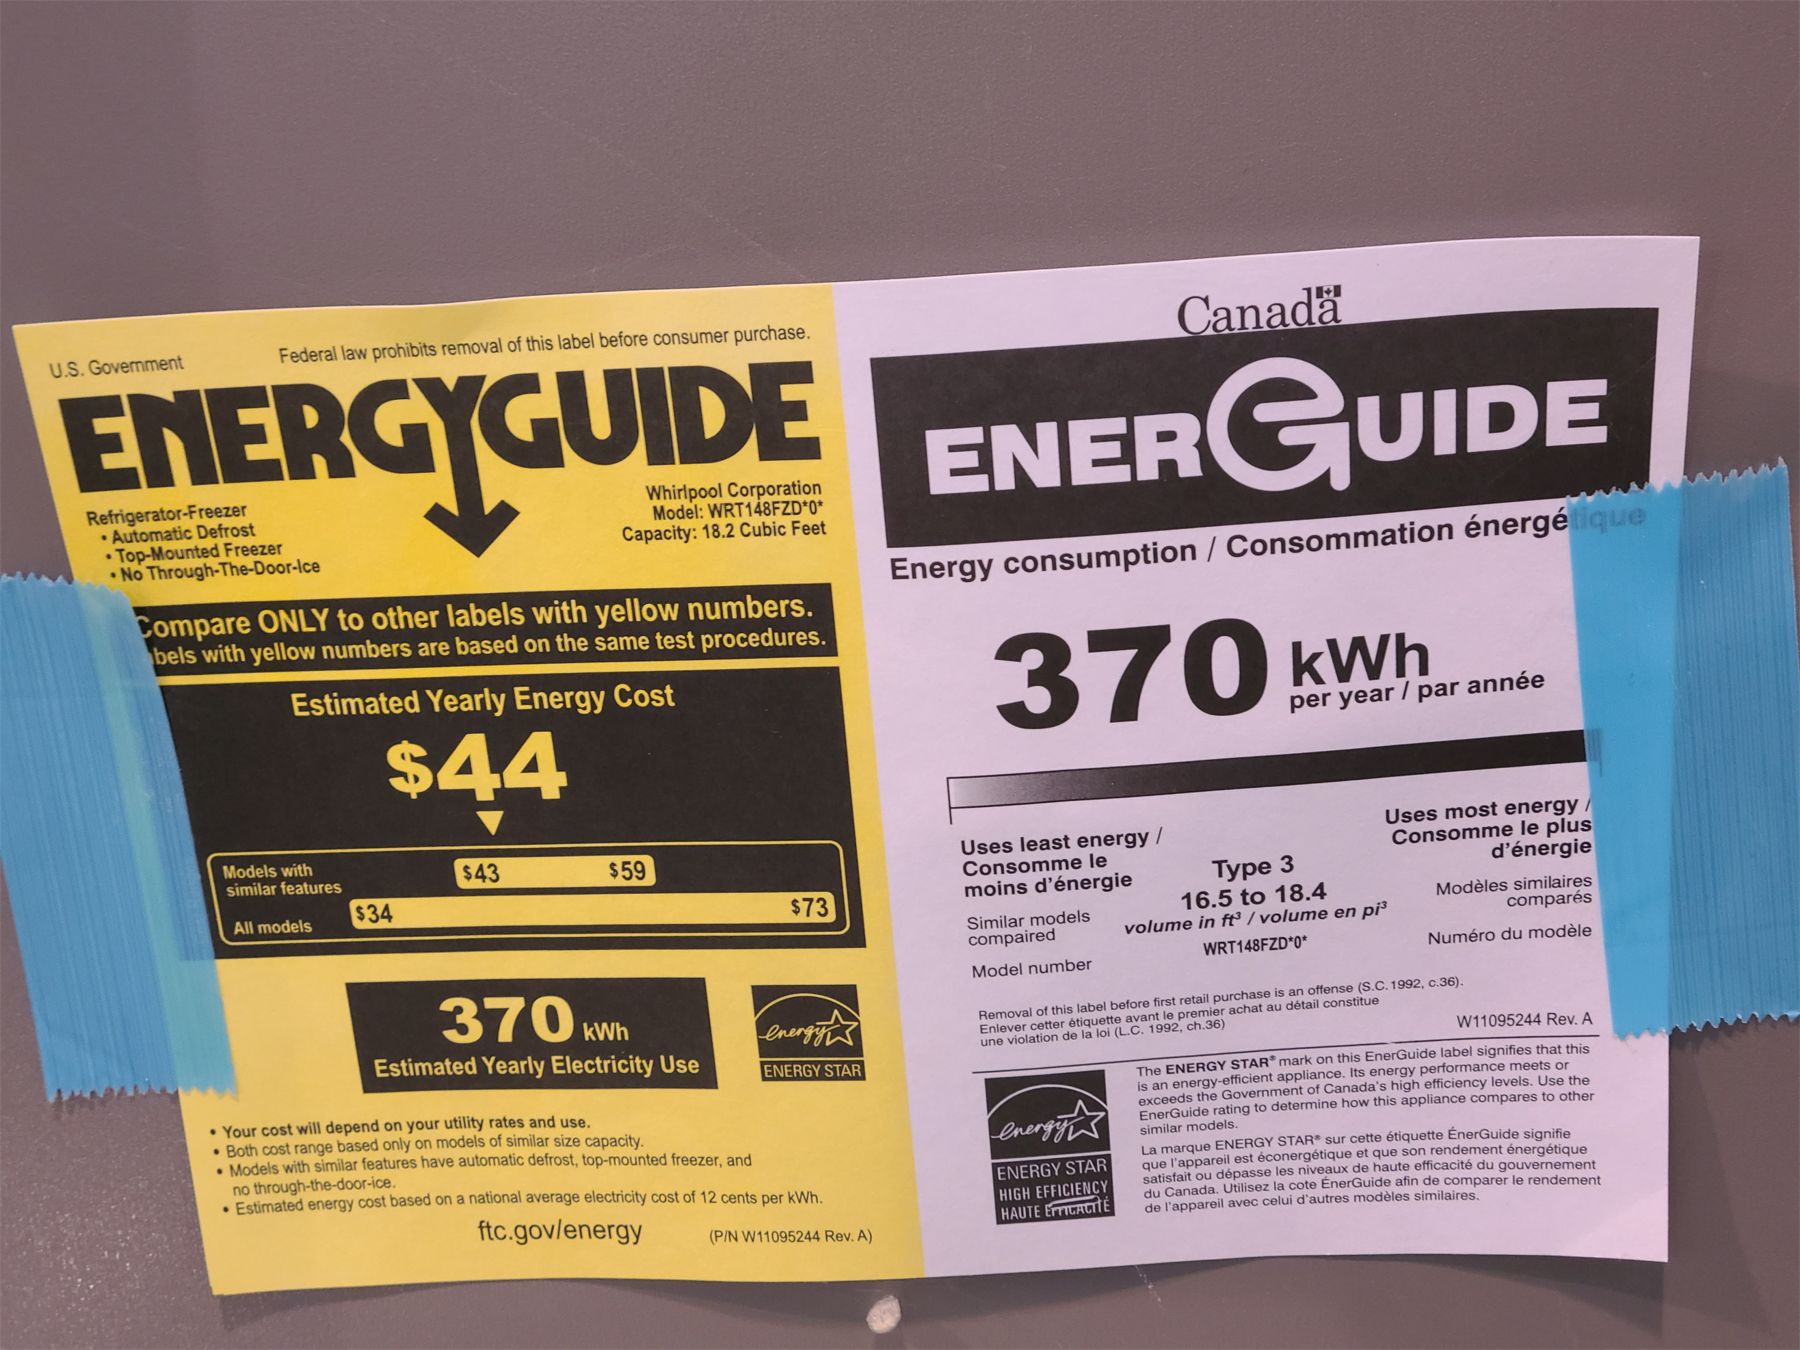 U.S. Government
Federal law prohibits removal of this label before consumer purchase.
ENERGYGUIDE
Refrigerator-Freezer
• Automatic Defrost
• Top-Mounted Freezer
• No Through-The-Door-Ice
Whirlpool Corporation
Model: WRT148FZD*0*
Capacity: 18.2 Cubic Feet
Compare ONLY to other labels with yellow numbers.
bels with yellow numbers are based on the same test procedures.
Estimated Yearly Energy Cost
$44
Models with
similar features
$43 $59
All models
$34 $73
370 kWh
Estimated Yearly Electricity Use
energy
ENERGY STAR
• Your cost will depend on your utility rates and use.
• Both cost range based only on models of similar size capacity.
• Models with similar features have automatic defrost, top-mounted freezer, and
no through-the-door-ice.
• Estimated energy cost based on a national average electricity cost of 12 cents per kWh.
ftc.gov/energy
(P/N W11095244 Rev. A)
Canada
ENERGUIDE
Energy consumption / Consommation énergétique
370 kWh
per year / par année
Uses least energy /
Consomme le
moins d'énergie
Uses most energy /
Consomme le plus
d'énergie
Type 3
16.5 to 18.4
volume in ft³ / volume en pi³
WRT148FZD*0*
Similar models
compaired
Modèles similaires
comparés
Model number
Numéro du modèle
Removal of this label before first retail purchase is an offense (S.C. 1992, c.36).
Enlever cetter étiquette avant le premier achat au détail constitue
une violation de la loi (L.C. 1992, ch.36)
W11095244 Rev. A
energy
ENERGY STAR
HIGH EFFICIENCY
HAUTE EFFICACITÉ
The ENERGY STAR® mark on this EnerGuide label signifies that this
is an energy-efficient appliance. Its energy performance meets or
exceeds the Government of Canada's high efficiency levels. Use the
EnerGuide rating to determine how this appliance compares to other
similar models.
La marque ENERGY STAR® sur cette étiquette ÉnerGuide signifie
que l'appareil est éconergétique et que son rendement énergétique
satisfait ou dépasse les niveaux de haute efficacité du gouvernement
du Canada. Utilisez la cote ÉnerGuide afin de comparer le rendement
de l'appareil avec celui d'autres modèles similaires.